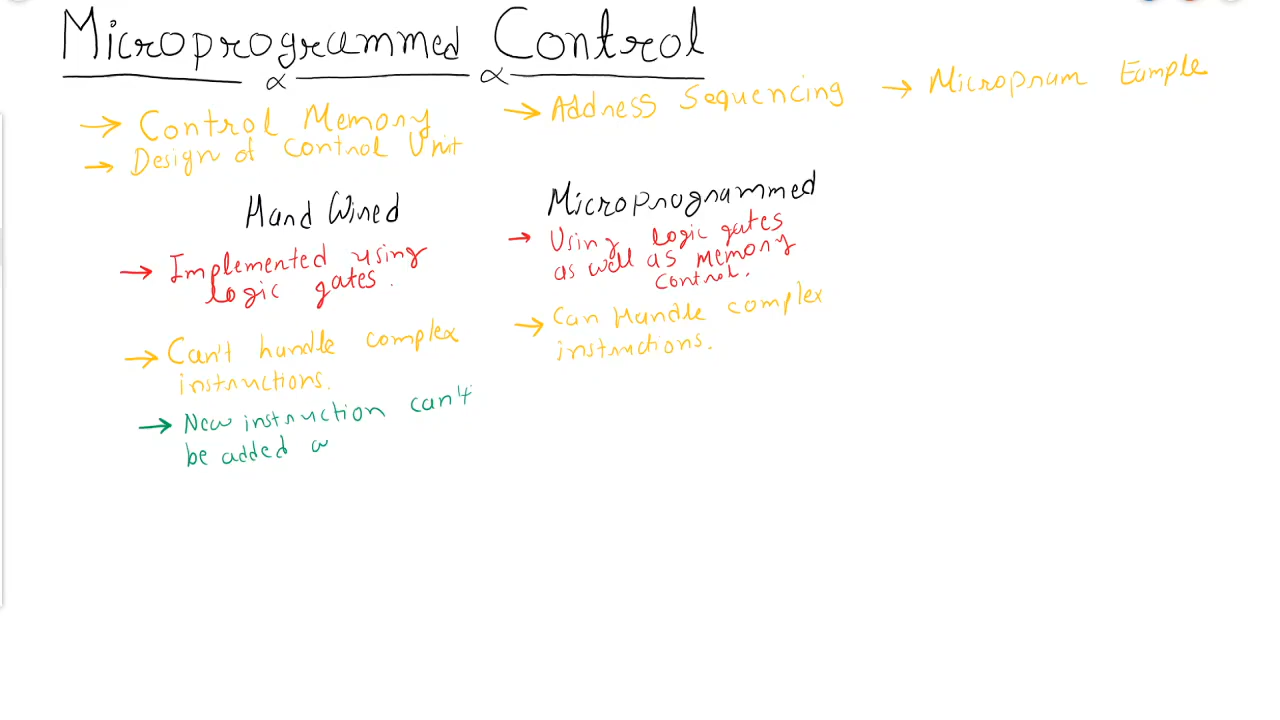 Microprogrammed Control
→ Control Memory
→ Address Sequencing
→ Microprram Eample
→ Design of Control Unit
Hard Wired
Microprogrammed
→ Implemented using
logic gates.
→ Using logic gates
as well as memory
control.
→ Can't handle complex
instructions.
→ Can Handle complex
instructions.
→ New instruction can't
be added